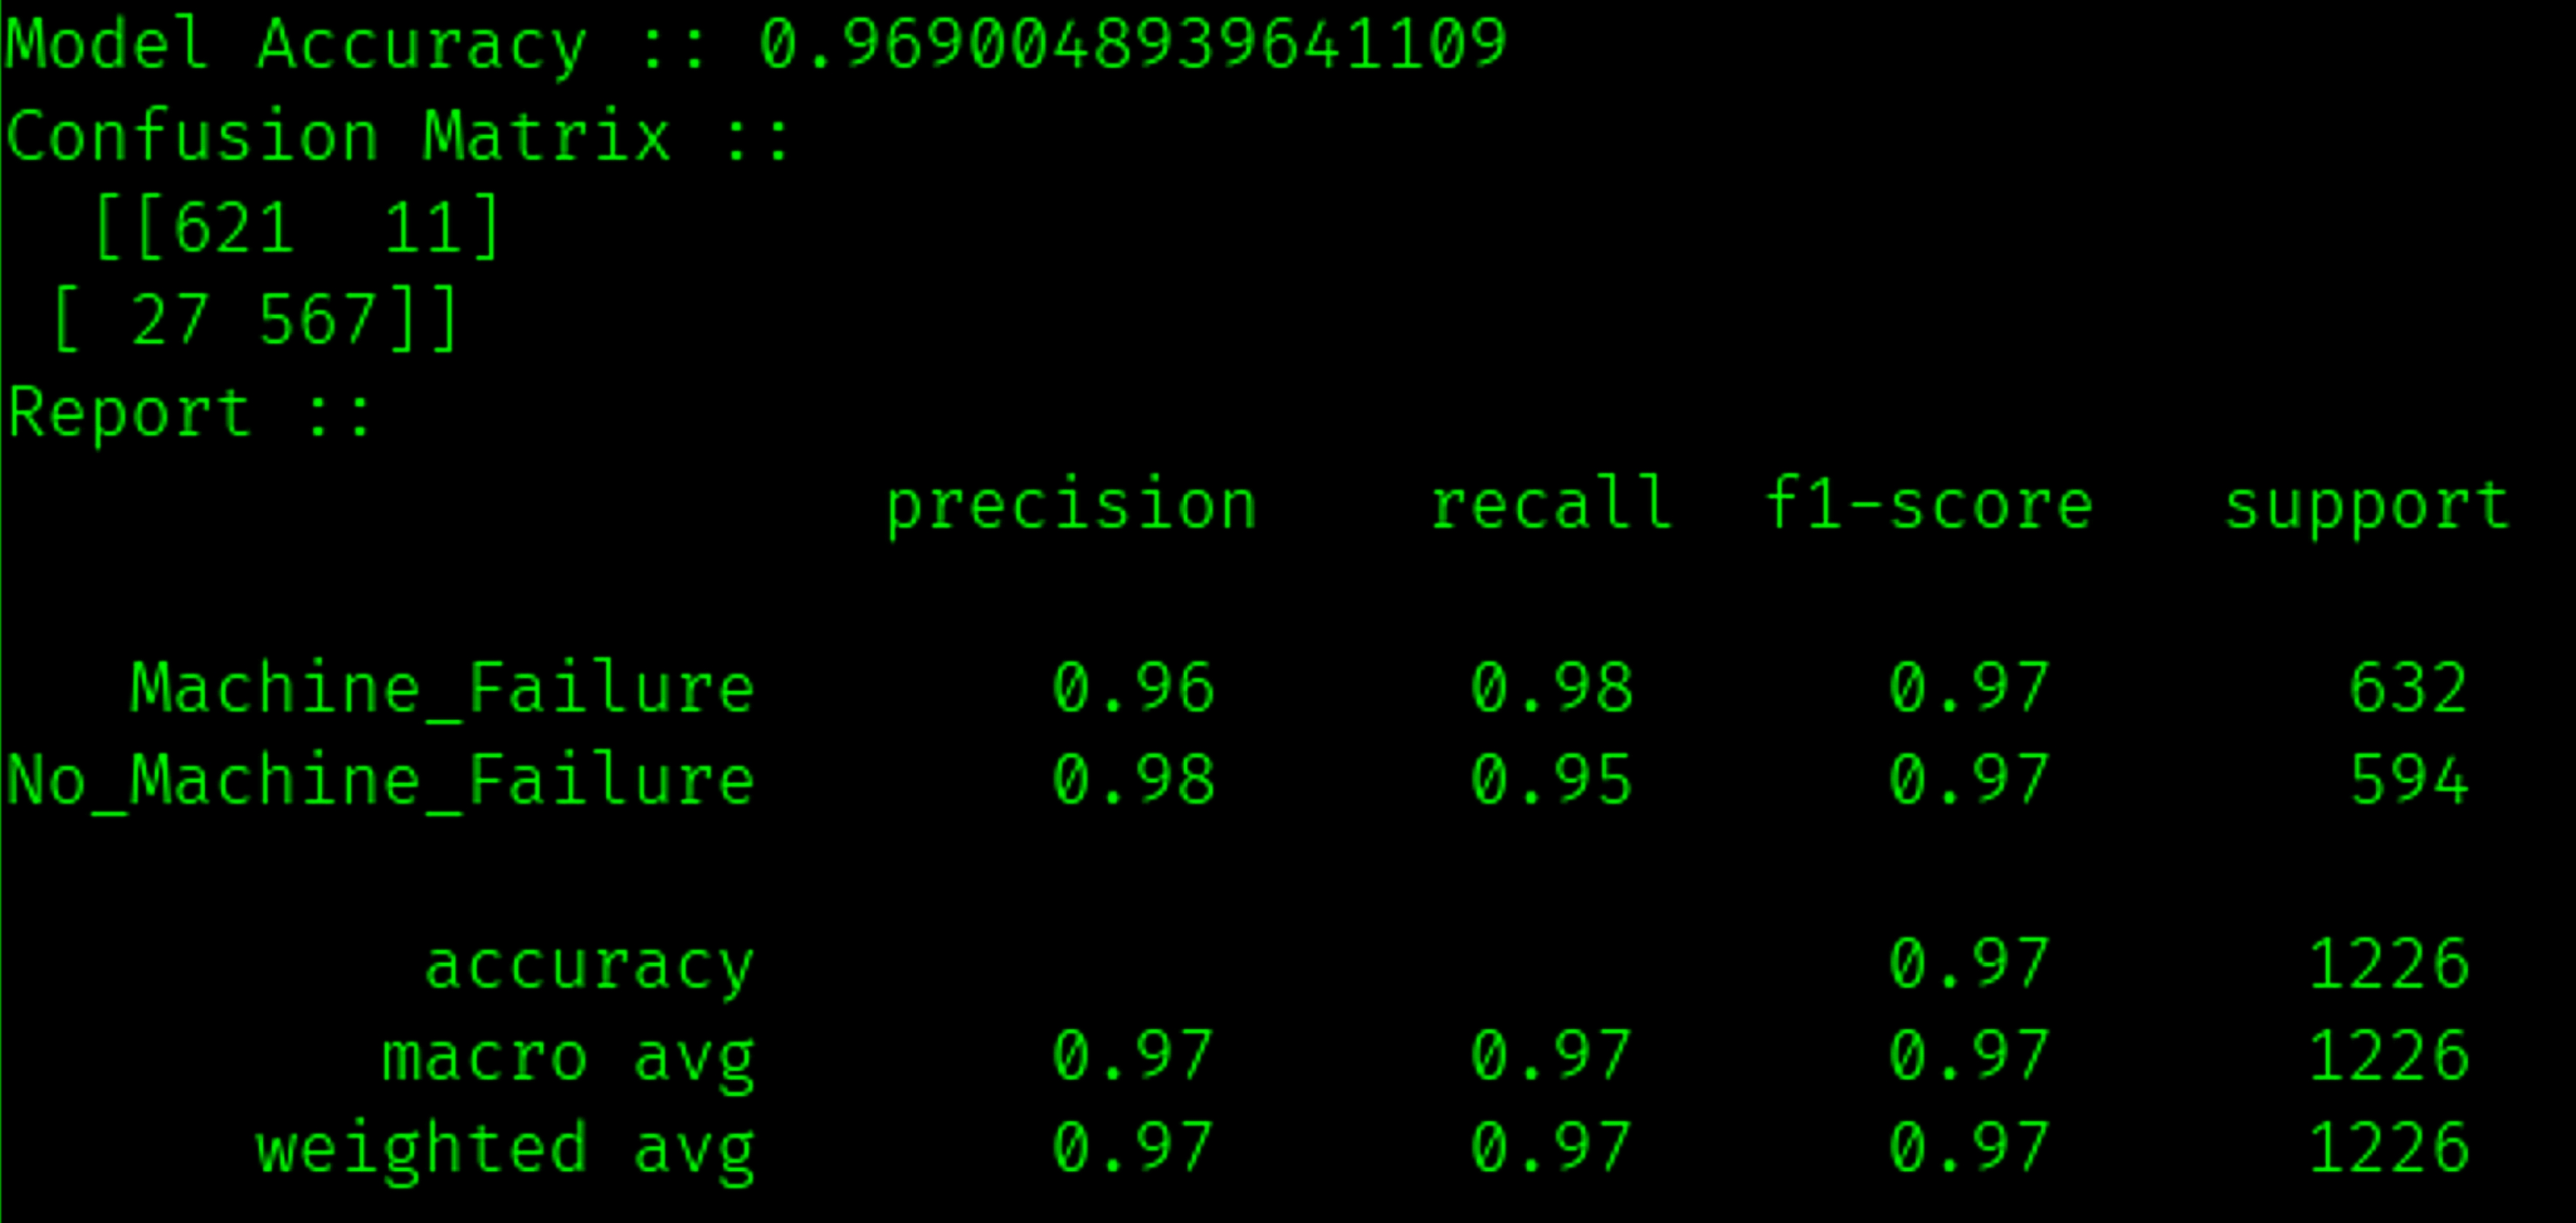 Model Accuracy :: 0.9690048939641109
Confusion Matrix ::
[[621  11]
[ 27 567]]
Report ::
precision    recall  f1-score   support
Machine_Failure       0.96      0.98      0.97       632
No_Machine_Failure       0.98      0.95      0.97       594
accuracy                           0.97      1226
macro avg       0.97      0.97      0.97      1226
weighted avg       0.97      0.97      0.97      1226